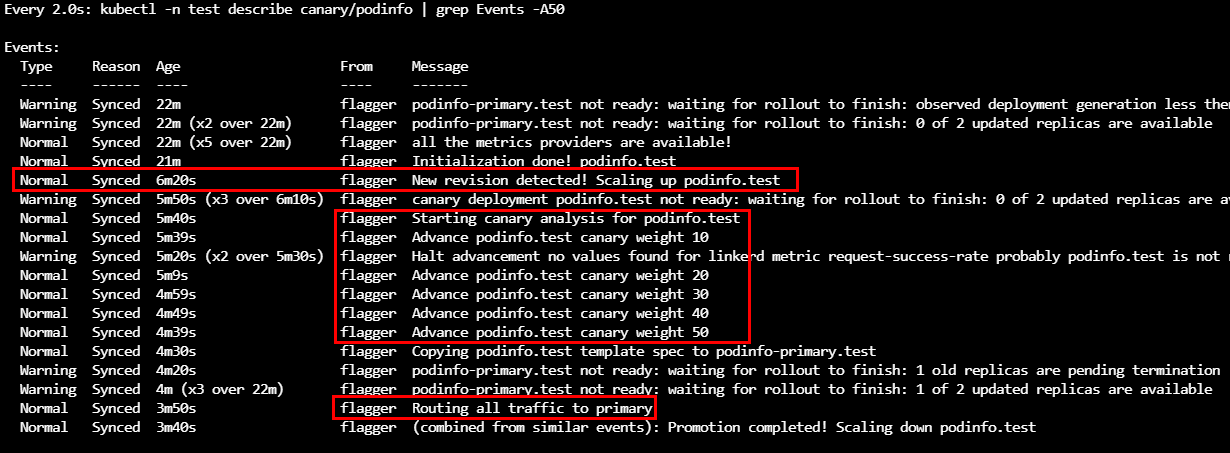 Every 2.0s: kubectl -n test describe canary/podinfo | grep Events -A50
Events:
Type Reason Age From Message
---- ------ ---- ---- -------
Warning Synced 22m flagger podinfo-primary.test not ready: waiting for rollout to finish: observed deployment generation less the
Warning Synced 22m (x2 over 22m) flagger podinfo-primary.test not ready: waiting for rollout to finish: 0 of 2 updated replicas are available
Normal Synced 22m (x5 over 22m) flagger all the metrics providers are available!
Normal Synced 21m flagger Initialization done! podinfo.test
Normal Synced 6m20s flagger New revision detected! Scaling up podinfo.test
Warning Synced 5m50s (x3 over 6m10s) flagger canary deployment podinfo.test not ready: waiting for rollout to finish: 0 of 2 updated replicas are av
Normal Synced 5m40s flagger Starting canary analysis for podinfo.test
Normal Synced 5m39s flagger Advance podinfo.test canary weight 10
Warning Synced 5m20s (x2 over 5m30s) flagger Halt advancement no values found for linkerd metric request-success-rate probably podinfo.test is not
Normal Synced 5m9s flagger Advance podinfo.test canary weight 20
Normal Synced 4m59s flagger Advance podinfo.test canary weight 30
Normal Synced 4m49s flagger Advance podinfo.test canary weight 40
Normal Synced 4m39s flagger Advance podinfo.test canary weight 50
Normal Synced 4m30s flagger Copying podinfo.test template spec to podinfo-primary.test
Warning Synced 4m20s flagger podinfo-primary.test not ready: waiting for rollout to finish: 1 old replicas are pending termination
Warning Synced 4m (x3 over 22m) flagger podinfo-primary.test not ready: waiting for rollout to finish: 1 of 2 updated replicas are available
Normal Synced 3m50s flagger Routing all traffic to primary
Normal Synced 3m40s flagger (combined from similar events): Promotion completed! Scaling down podinfo.test